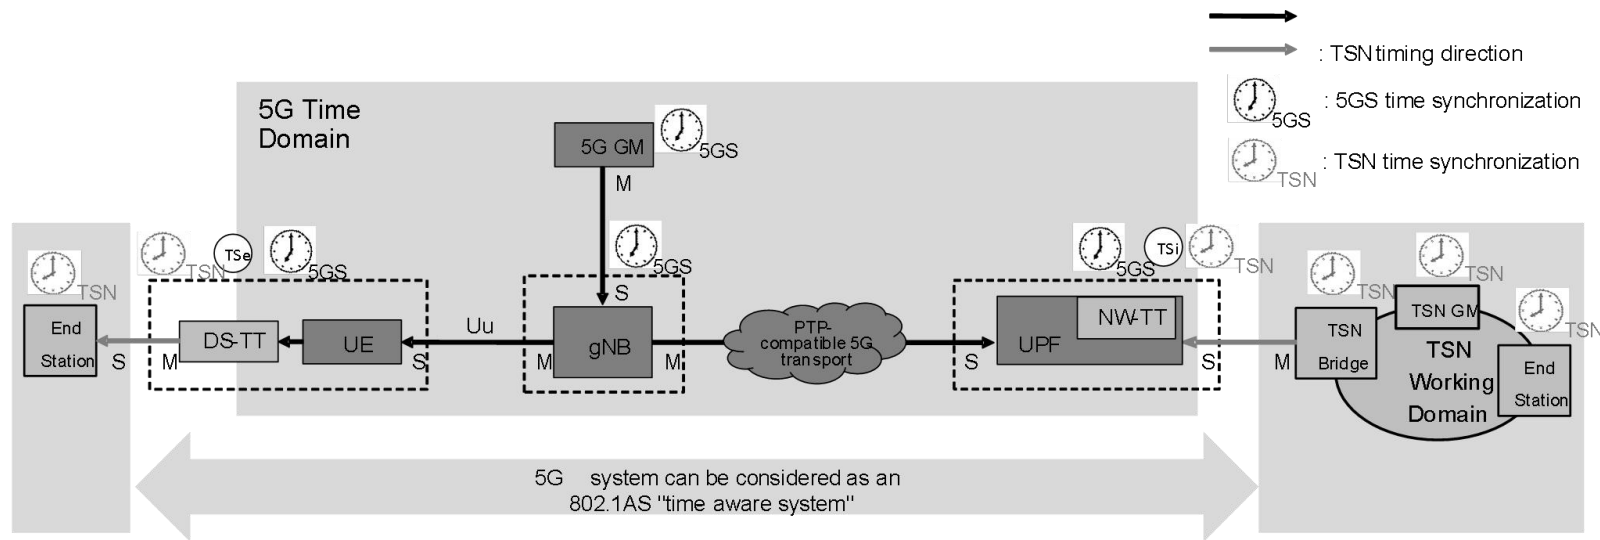 : TSN timing direction
5GS
: 5GS time synchronization
TSN
: TSN time synchronization
5G Time
Domain
5G GM
5GS
M
5GS
S
TSN
TSN
TSe
5GS
5GS
TSi
TSN
TSN
TSN
TSN
End
Station
S
M
DS-TT
UE
S
Uu
M
gNB
M
PTP-
compatible 5G
transport
S
UPF
NW-TT
S
M
TSN
Bridge
TSN GM
TSN
Working
Domain
End
Station
5G system can be considered as an
802.1AS "time aware system"